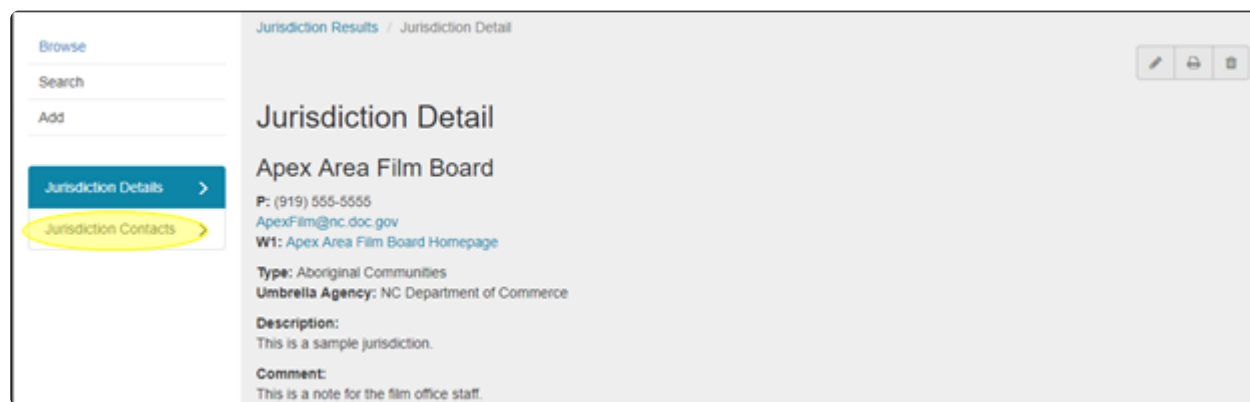 Browse
Search
Add
Jurisdiction Details
Jurisdiction Contacts
Jurisdiction Results / Jurisdiction Detail
Jurisdiction Detail
Apex Area Film Board
P: (919) 555-5555
ApexFilm@nc.doc.gov
W1: Apex Area Film Board Homepage
Type: Aboriginal Communities
Umbrella Agency: NC Department of Commerce
Description:
This is a sample jurisdiction.
Comment:
This is a note for the film office staff.